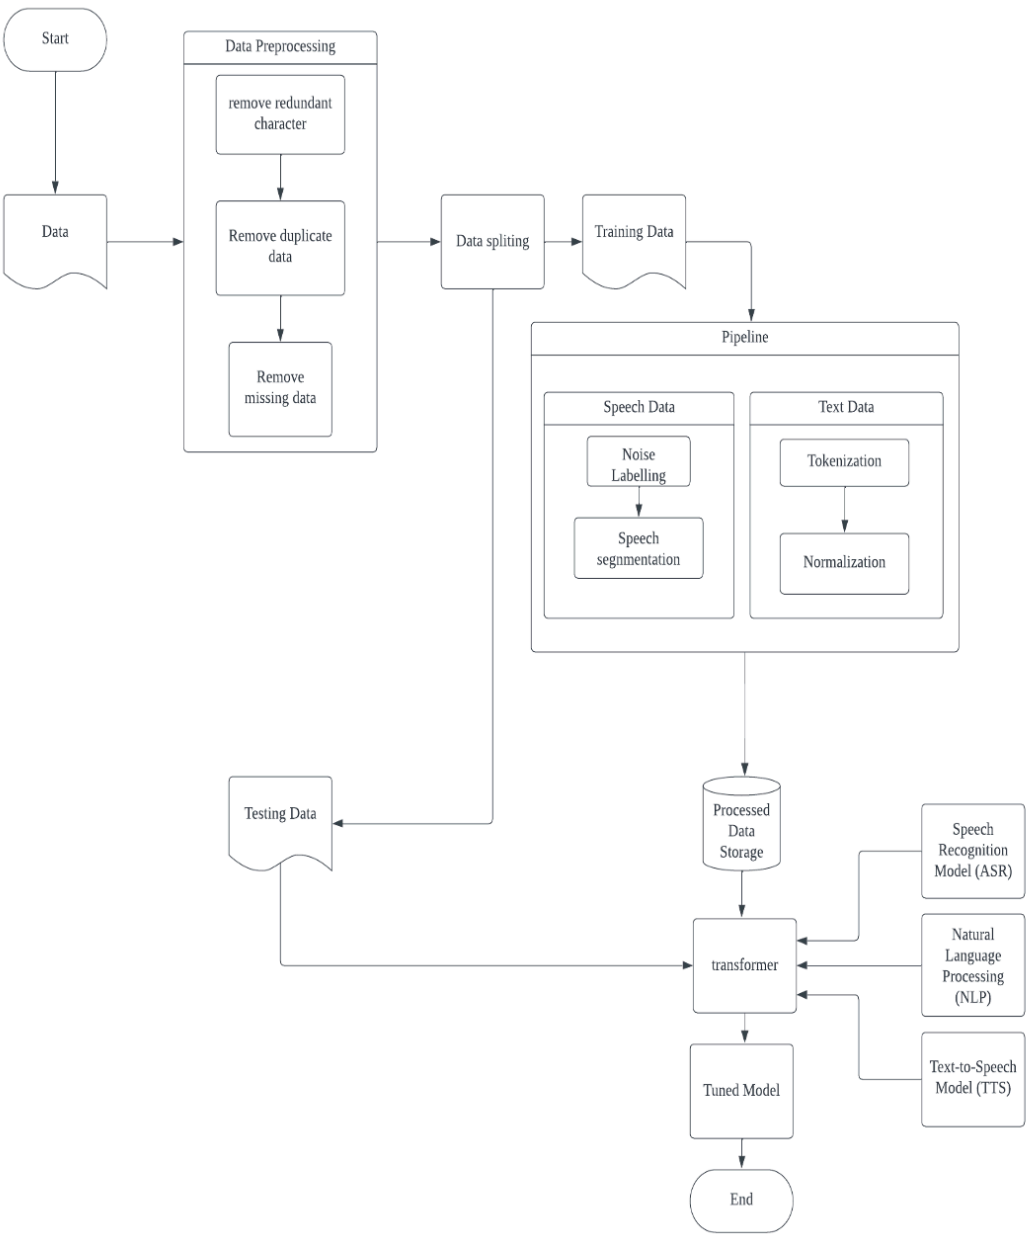 Start
Data Preprocessing
remove redundant
character
Data
Remove duplicate
data
Remove
missing data
Data spliting
Training Data
Pipeline
Speech Data
Noise
Labelling
Speech
segnmentation
Text Data
Tokenization
Normalization
Testing Data
Processed
Data
Storage
Speech
Recognition
Model (ASR)
transformer
Natural
Language
Processing
(NLP)
Text-to-Speech
Model (TTS)
Tuned Model
End